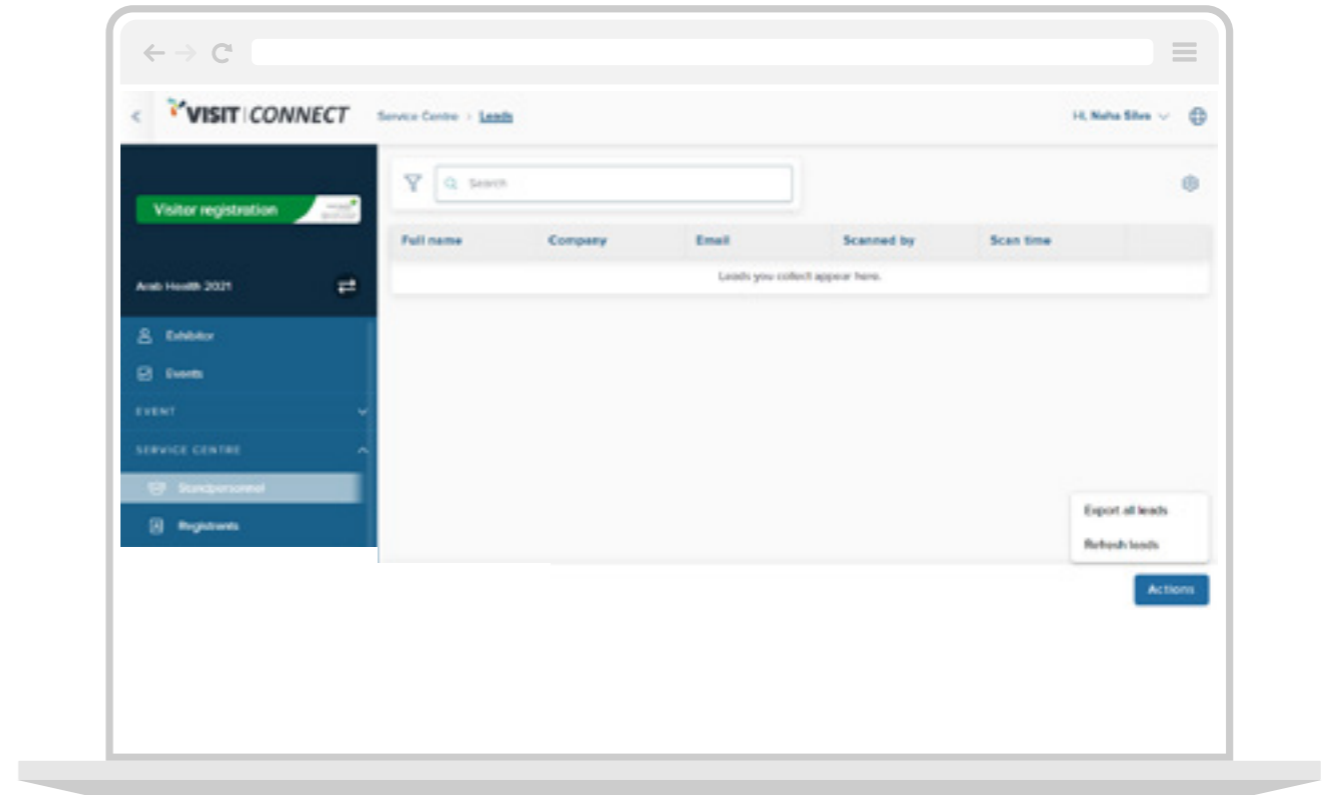 VISIT | CONNECT
Service Centre > Leads
Hi, Neha Silva
Visitor registration
Search
Full name Company Email Scanned by Scan time
Leads you collect appear here.
Arab Health 2021
Exhibitor
Events
EVENT
SERVICE CENTRE
Standpersonnel
Registrants
Export all leads
Refresh leads
Actions